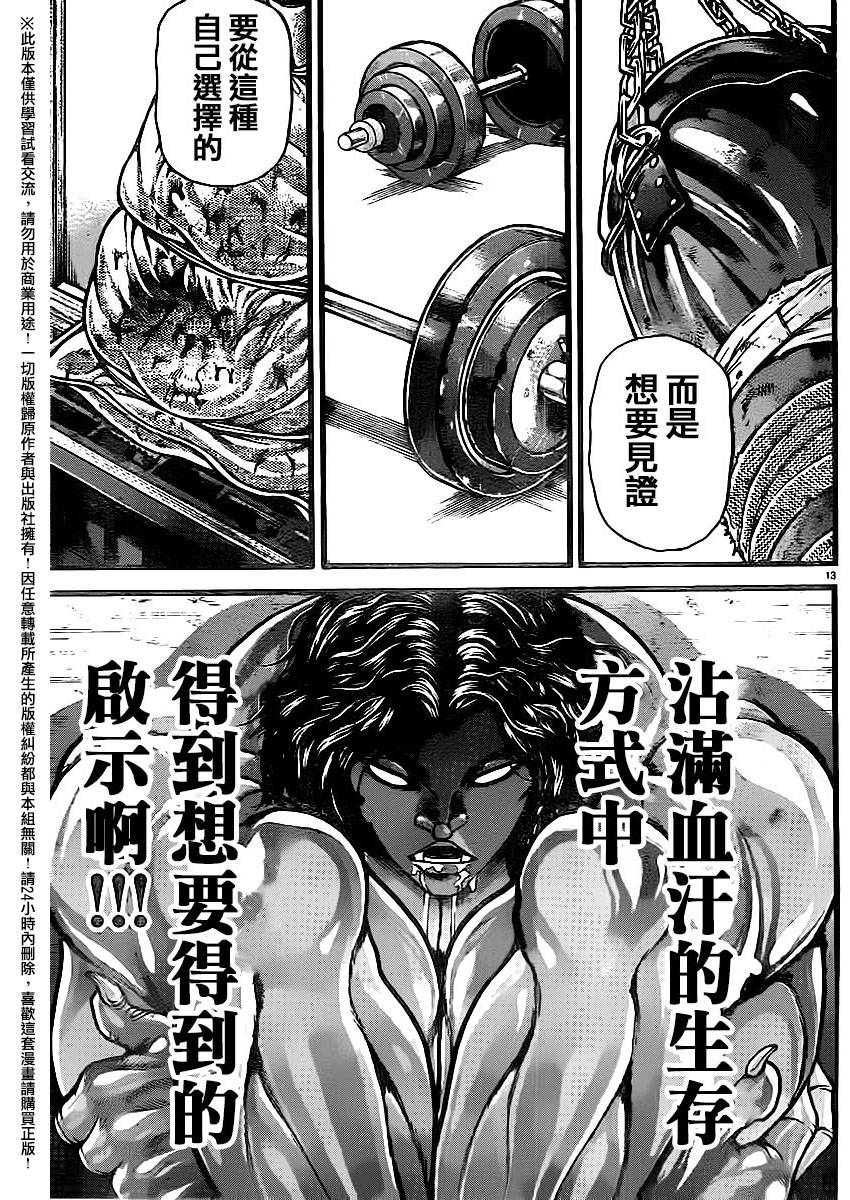 而是
想要見證
要從這種
自己選擇的
13
沾滿血汗的生存
方式中
得到想要得到的
啟示啊!!!
※此版本僅供學習試看交流，請勿用於商業用途！一切版權歸原作者與出版社擁有！因任意轉載所產生的版權糾紛都與本組無關！請24小時內刪除，喜歡這套漫畫請購買正版！